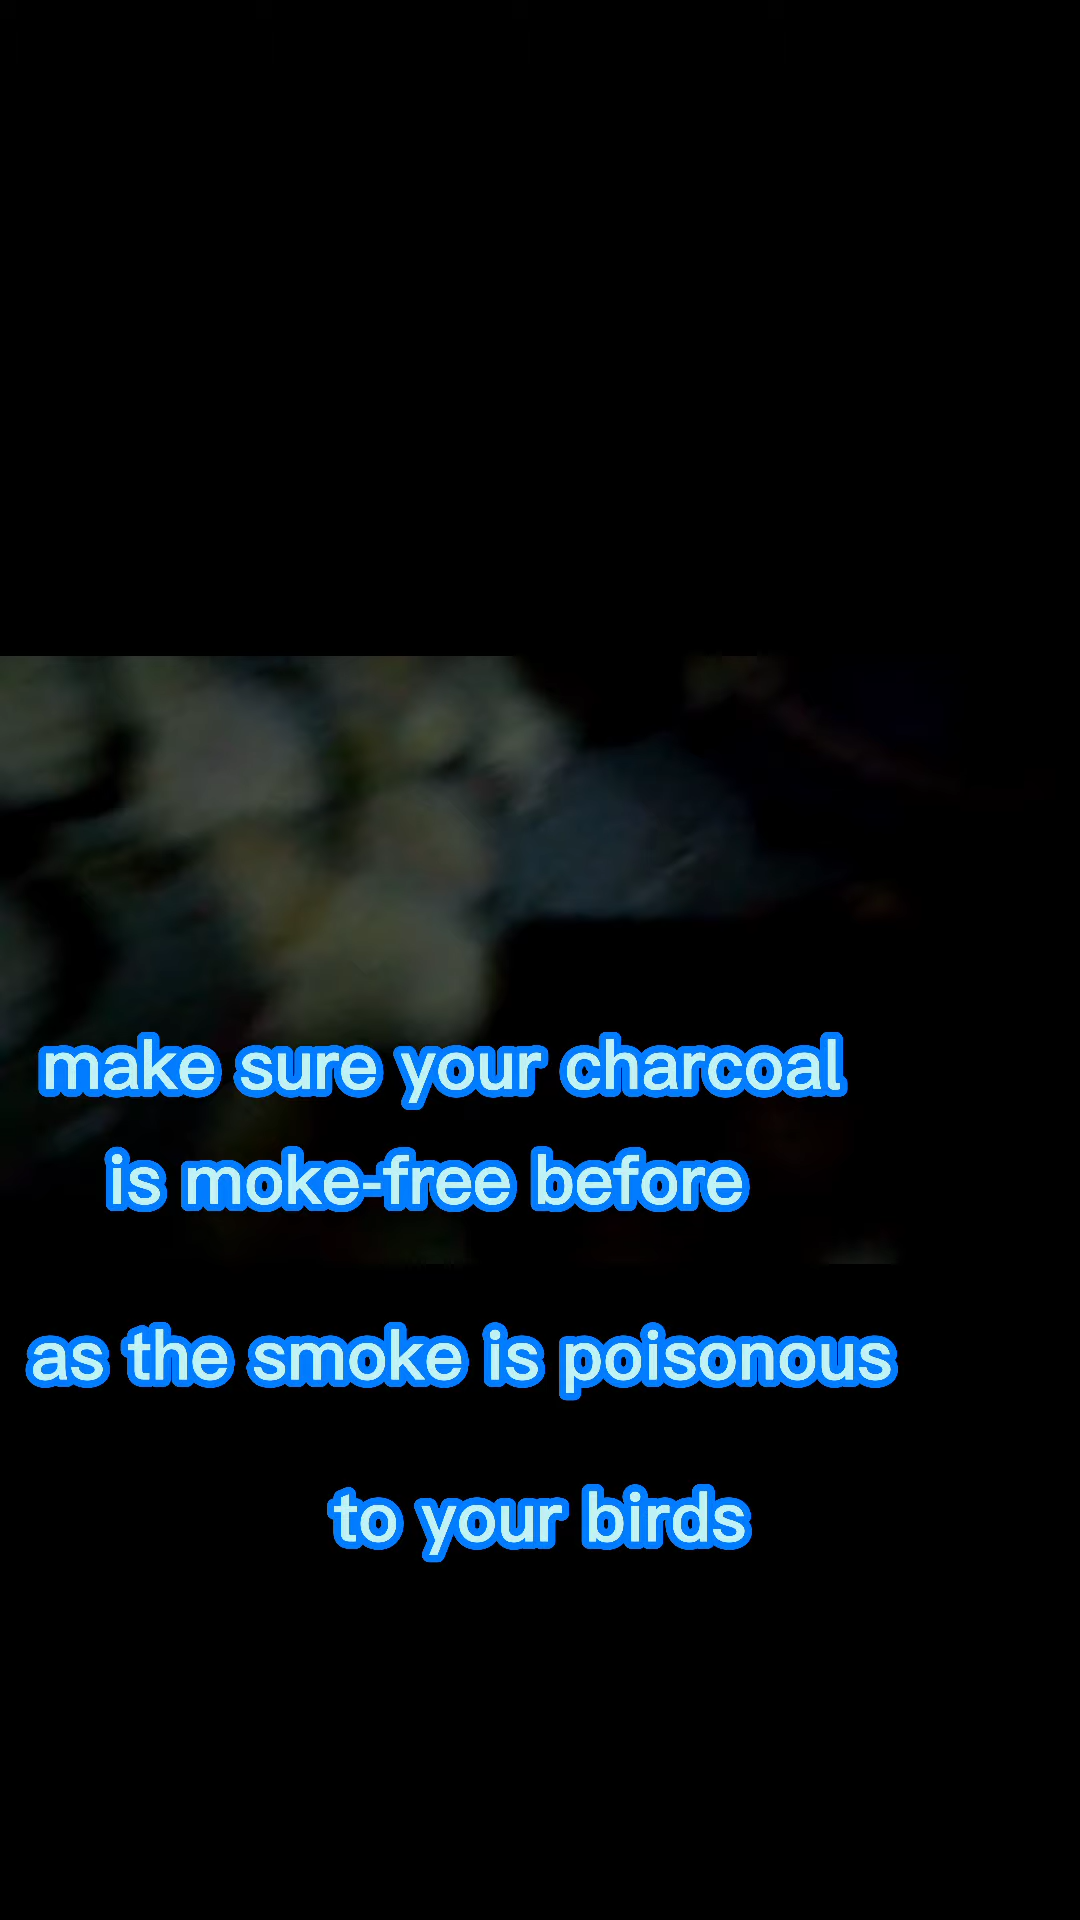 make sure your charcoal
is moke-free before
as the smoke is poisonous
to your birds